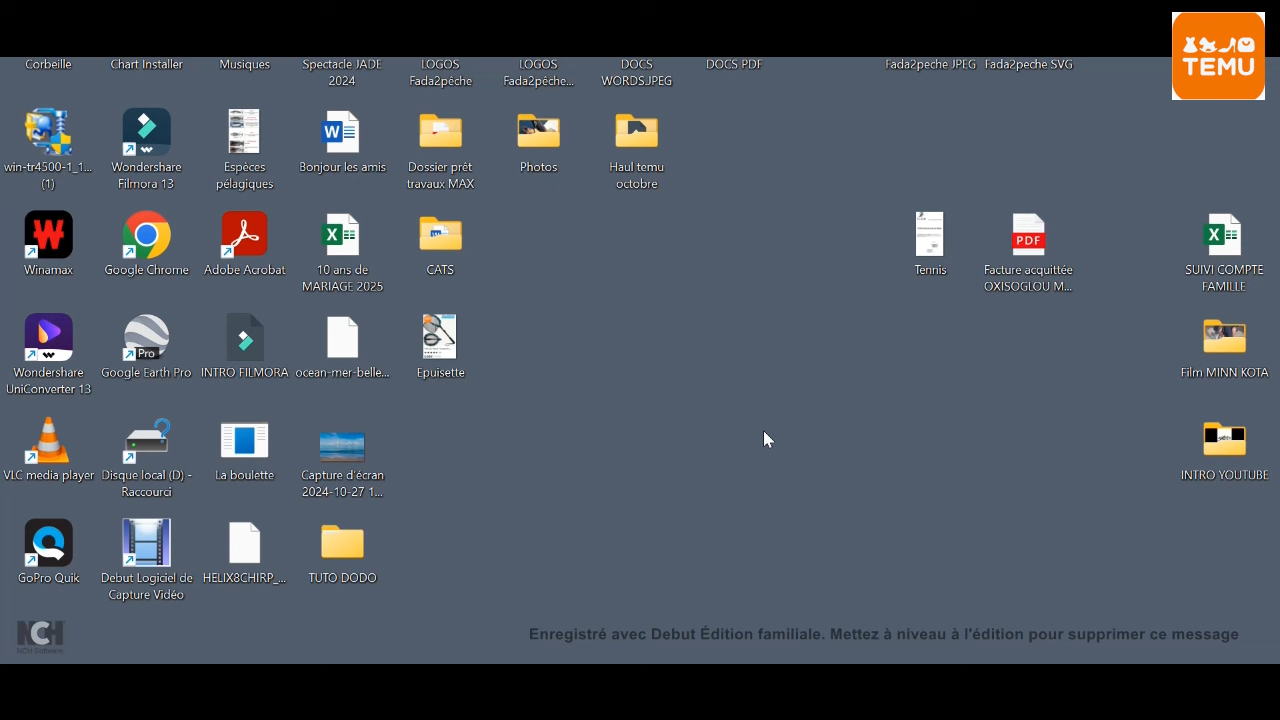 TEMU
Corbeille
Chart Installer
Musiques
Spectacle JADE
2024
LOGOS
Fada2pêche
LOGOS
Fada2pêche...
DOCS
WORDS.JPEG
DOCS PDF
Fada2peche JPEG
Fada2peche SVG
win-tr4500-1_1...
(1)
Wondershare
Filmora 13
Espèces
pélagiques
Bonjour les amis
Dossier prêt
travaux MAX
Photos
Haul temu
octobre
Winamax
Google Chrome
Adobe Acrobat
10 ans de
MARIAGE 2025
CATS
Tennis
PDF
Facture acquittée
OXISOGLOU M...
SUIVI COMPTE
FAMILLE
Wondershare
UniConverter 13
Pro
Google Earth Pro
INTRO FILMORA
ocean-mer-belle...
Epuisette
Film MINN KOTA
VLC media player
Disque local (D) -
Raccourci
La boulette
Capture d'écran
2024-10-27 1...
INTRO YOUTUBE
GoPro Quik
Debut Logiciel de
Capture Vidéo
HELIX8CHIRP_...
TUTO DODO
NCH
NCH Software
Enregistré avec Debut Édition familiale. Mettez à niveau à l'édition pour supprimer ce message